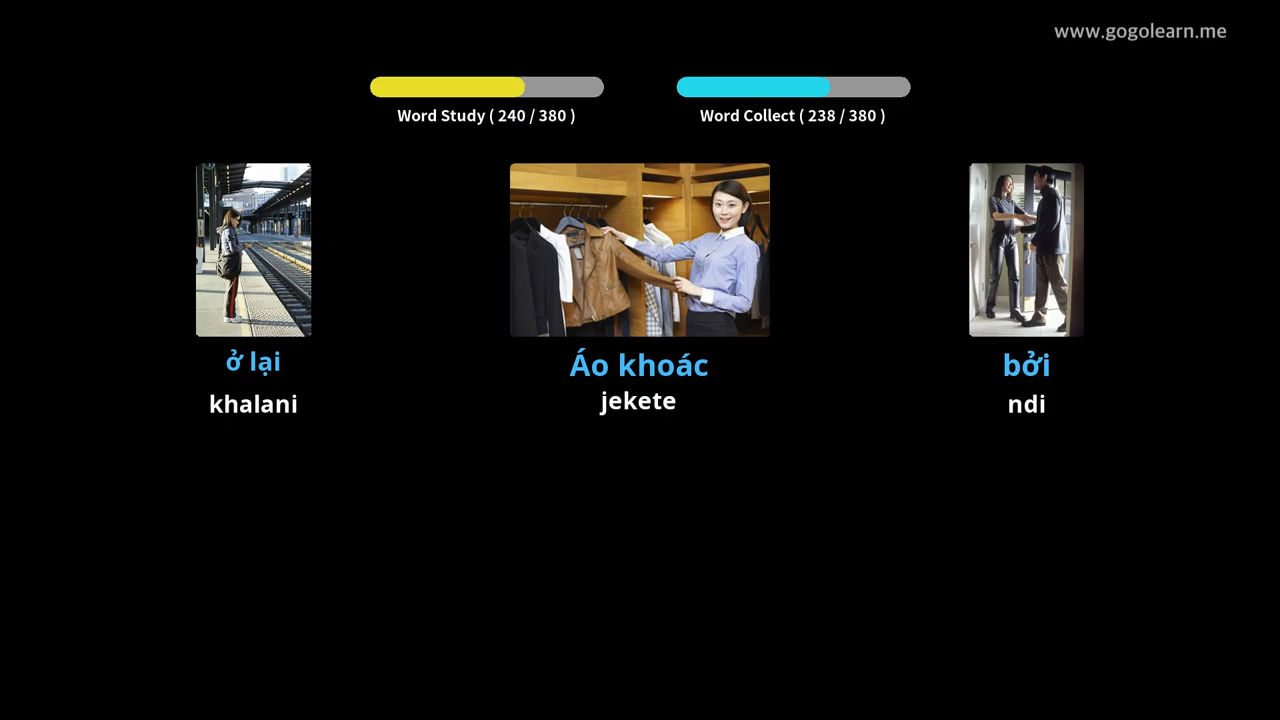 www.gogolearn.me
Word Study ( 240 / 380 )
Word Collect ( 238 / 380 )
ở lại
khalani
Áo khoác
jekete
bởi
ndi